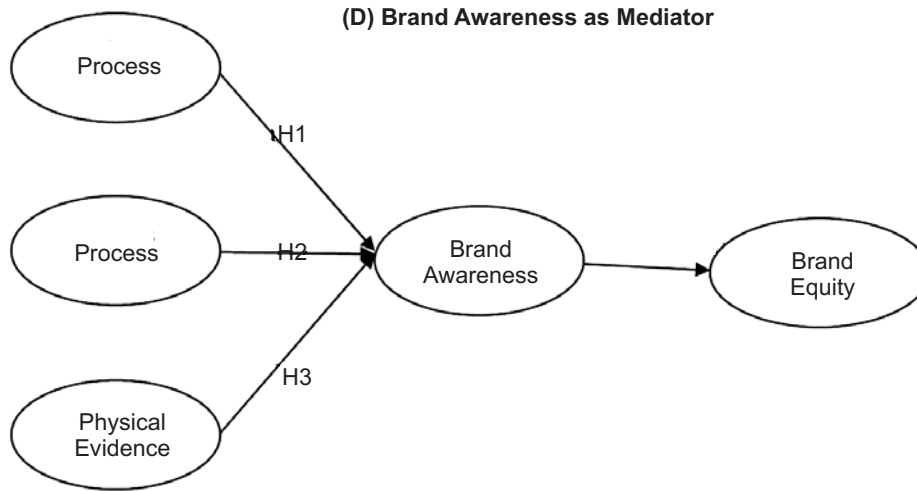 (D) Brand Awareness as Mediator
Process
H1
Process
H2
Brand
Awareness
Brand
Equity
H3
Physical
Evidence